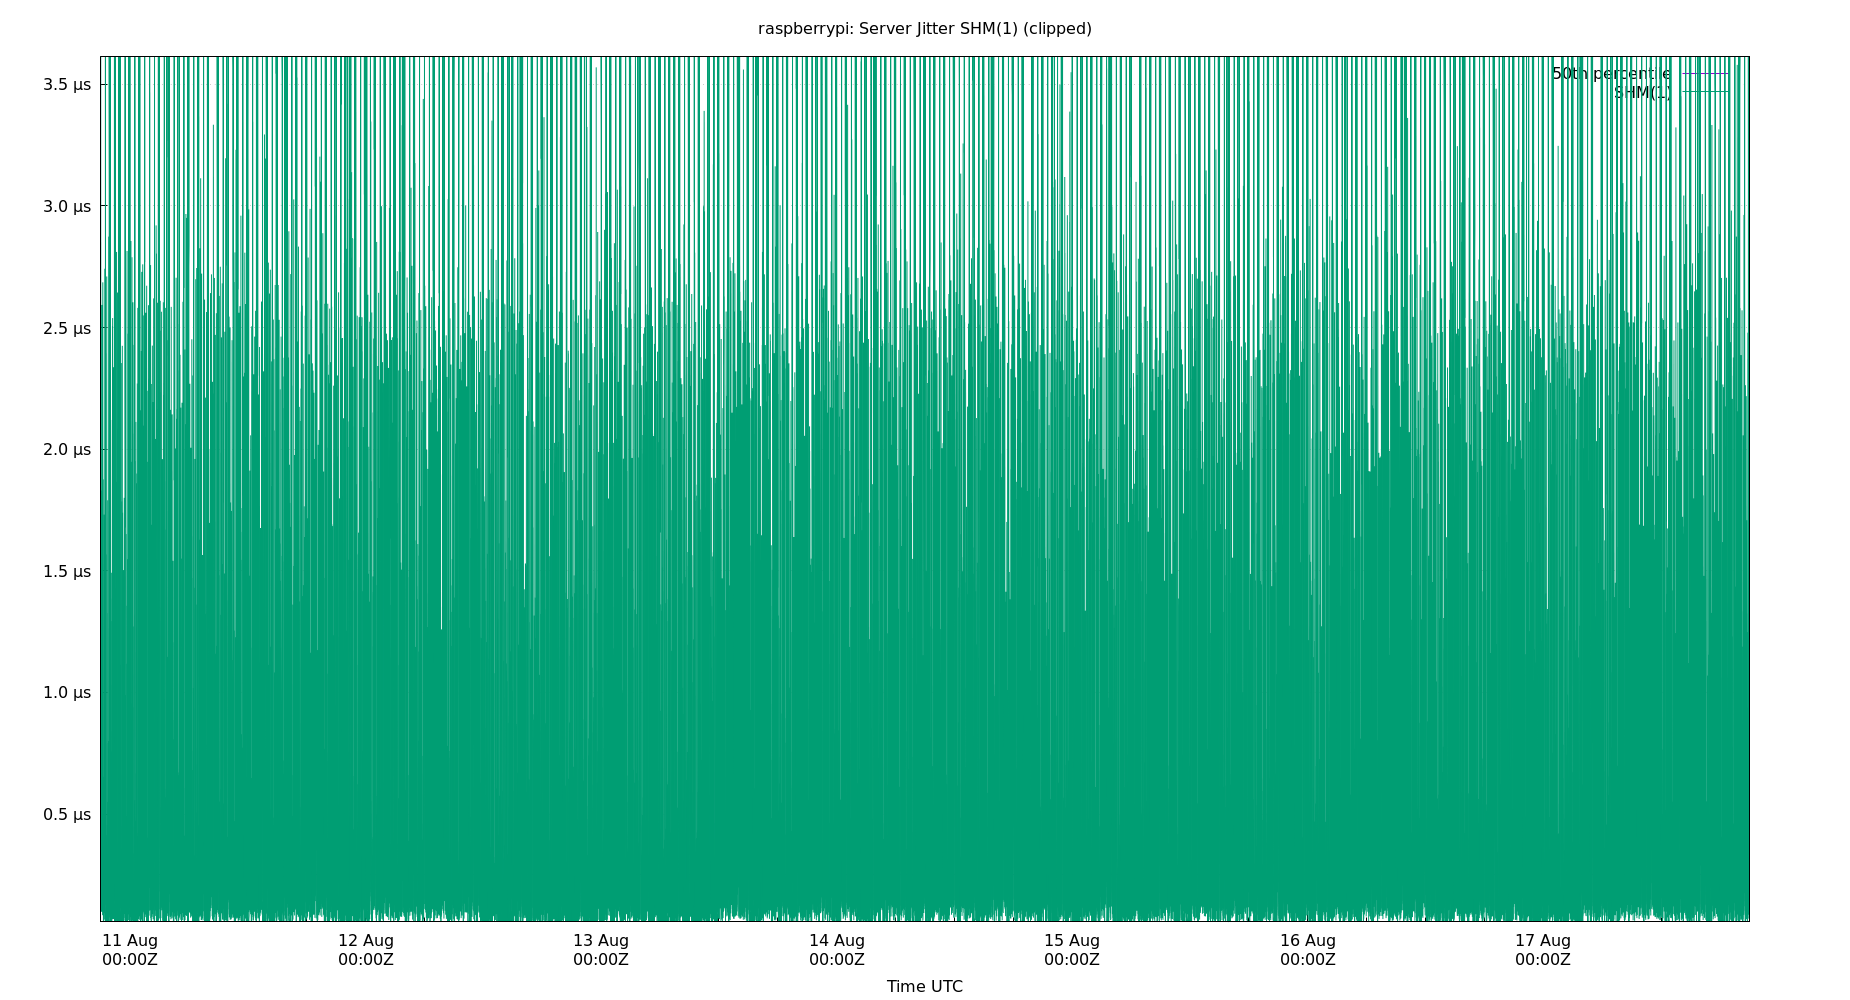 raspberrypi: Server Jitter SHM(1) (clipped)
50th percentile
SHM(1)
3.5 µs
3.0 µs
2.5 µs
2.0 µs
1.5 µs
1.0 µs
0.5 µs
11 Aug 12 Aug 13 Aug 14 Aug 15 Aug 16 Aug 17 Aug
00:00Z 00:00Z 00:00Z 00:00Z 00:00Z 00:00Z 00:00Z
Time UTC